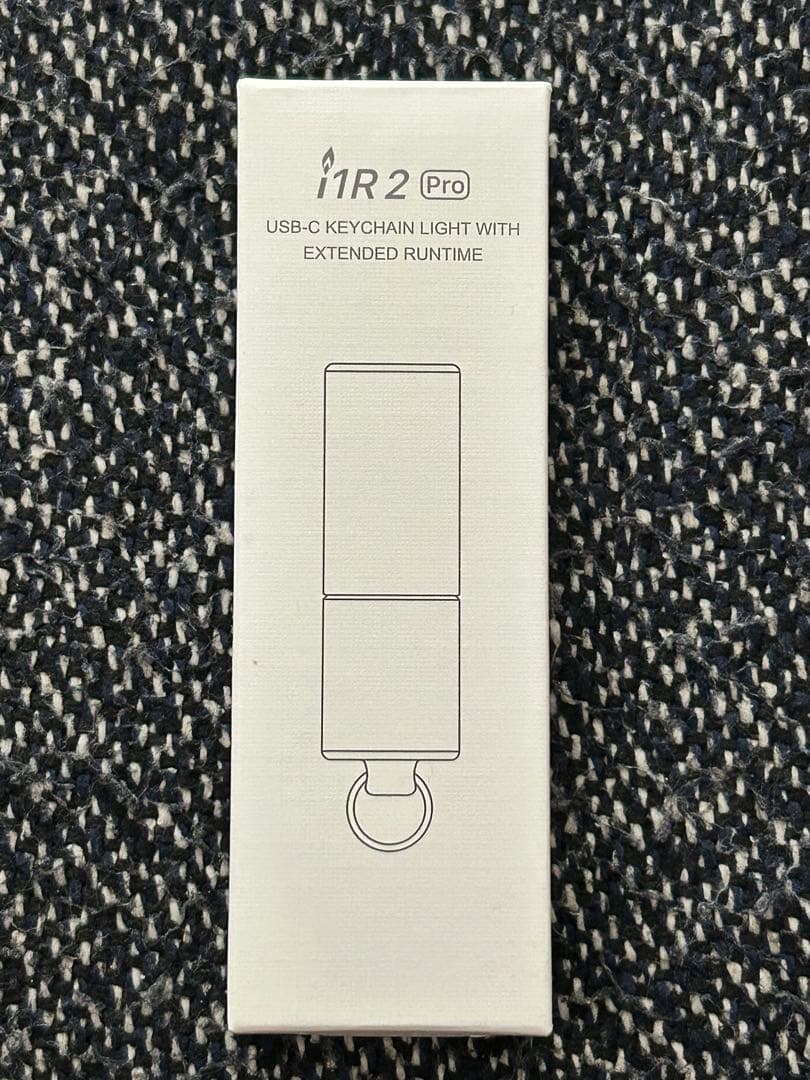 i1R 2 Pro
USB-C KEYCHAIN LIGHT WITH
EXTENDED RUNTIME